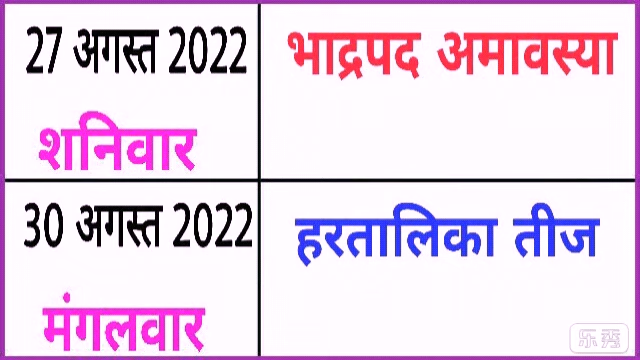 27 अगस्त 2022
शनिवार
भाद्रपद अमावस्या
30 अगस्त 2022
मंगलवार
हरतालिका तीज
乐秀